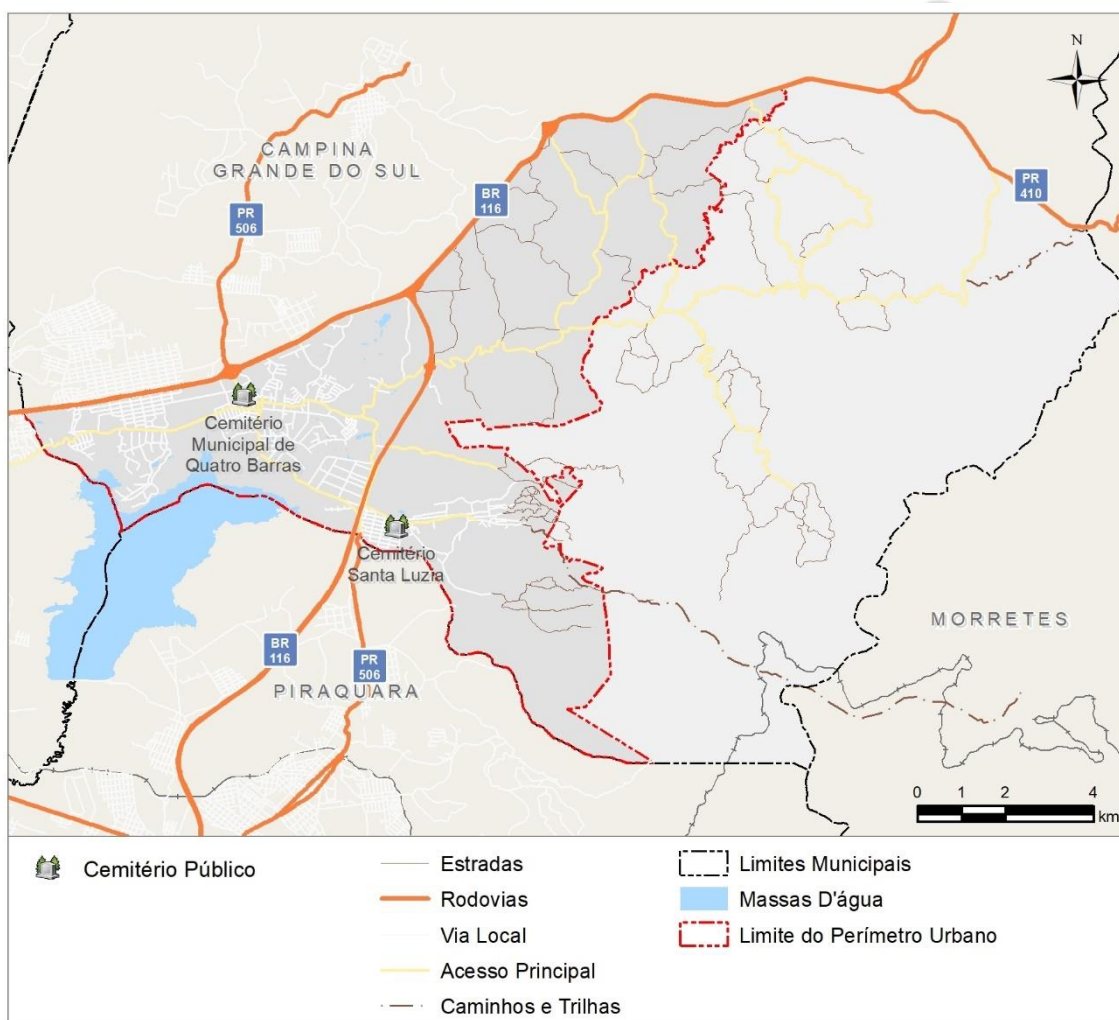 N
CAMPINA
GRANDE DO SUL
PR
506
BR
116
PR
410
Cemitério
Municipal de
Quatro Barras
Cemitério
Santa Luzia
MORRETES
BR
116
PR
506
PIRAQUARA
0 1 2 4
km
Cemitério Público
Estradas
Rodovias
Via Local
Acesso Principal
Caminhos e Trilhas
Limites Municipais
Massas D'água
Limite do Perímetro Urbano